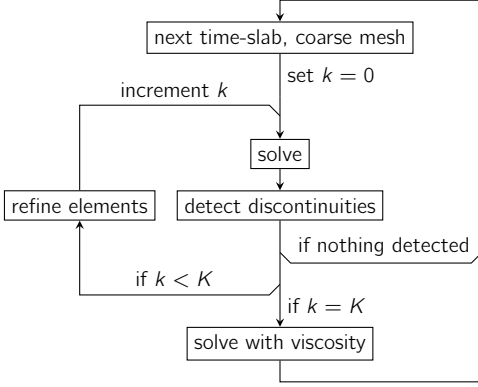 next time-slab, coarse mesh
set k = 0
increment k
solve
refine elements
detect discontinuities
if nothing detected
if k < K
if k = K
solve with viscosity